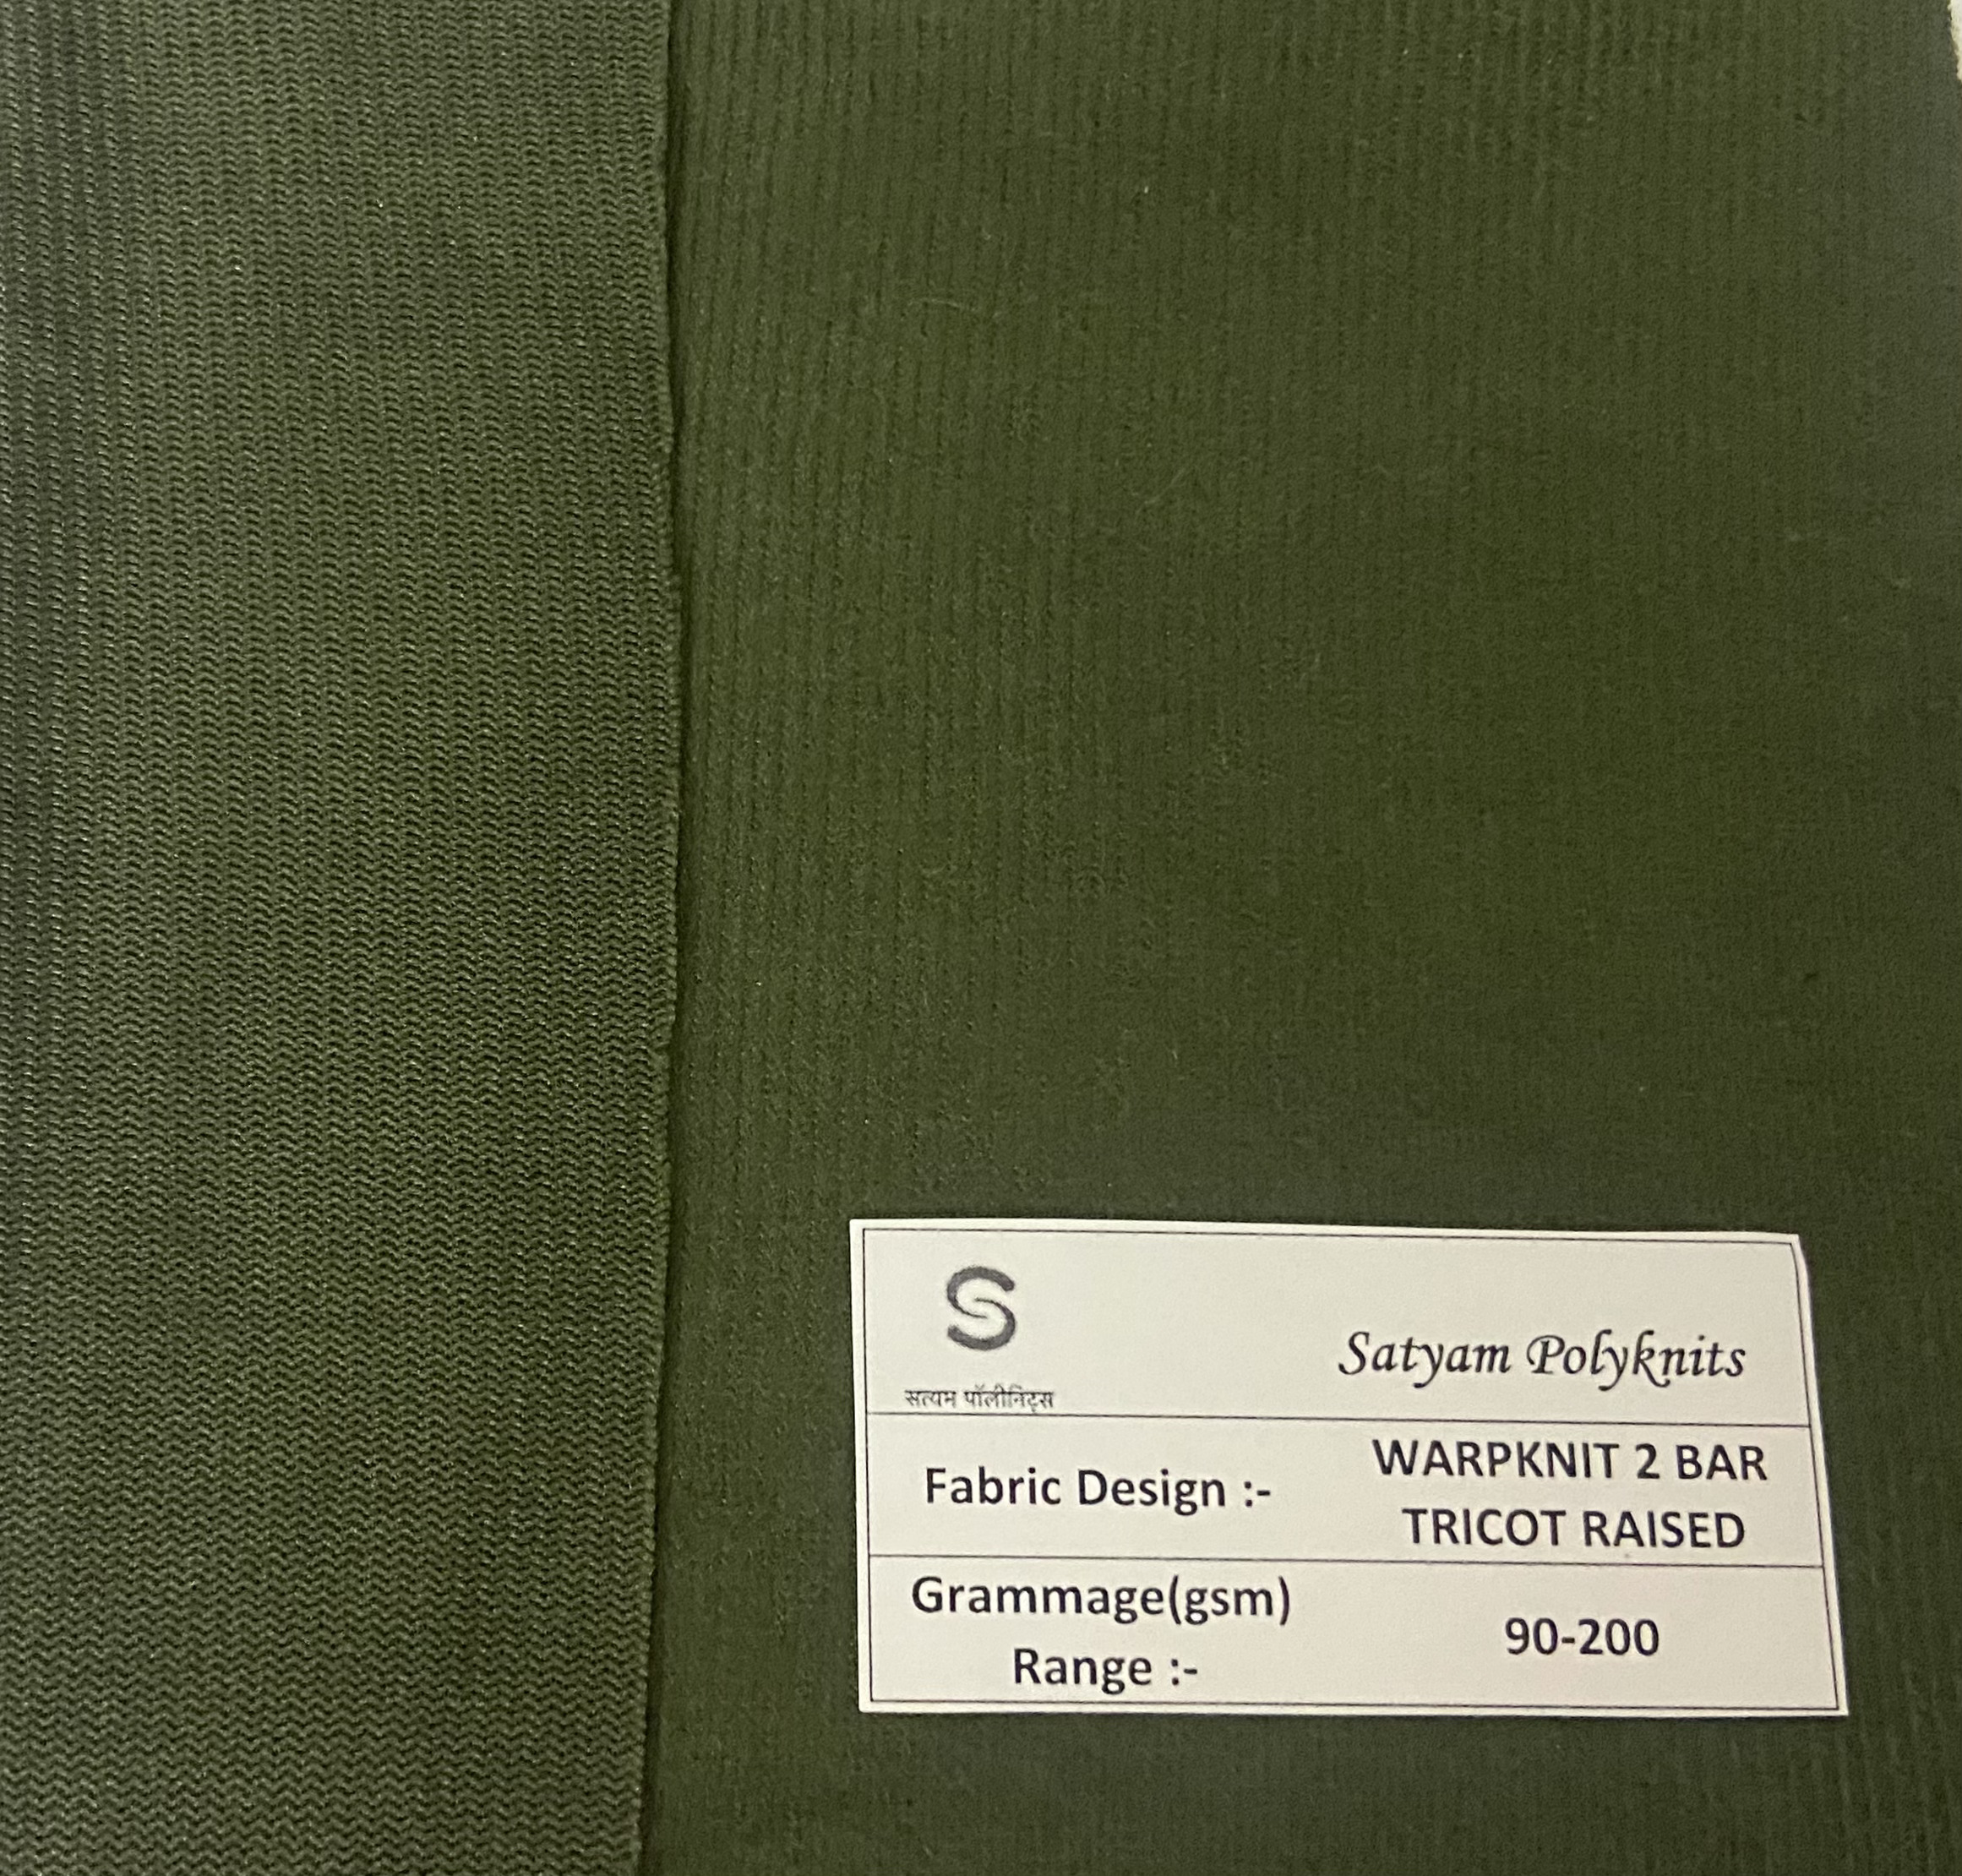 S
सत्यम पॉलीनिट्स
Satyam Polyknits
Fabric Design :-
WARPKNIT 2 BAR
TRICOT RAISED
Grammage(gsm)
Range :-
90-200